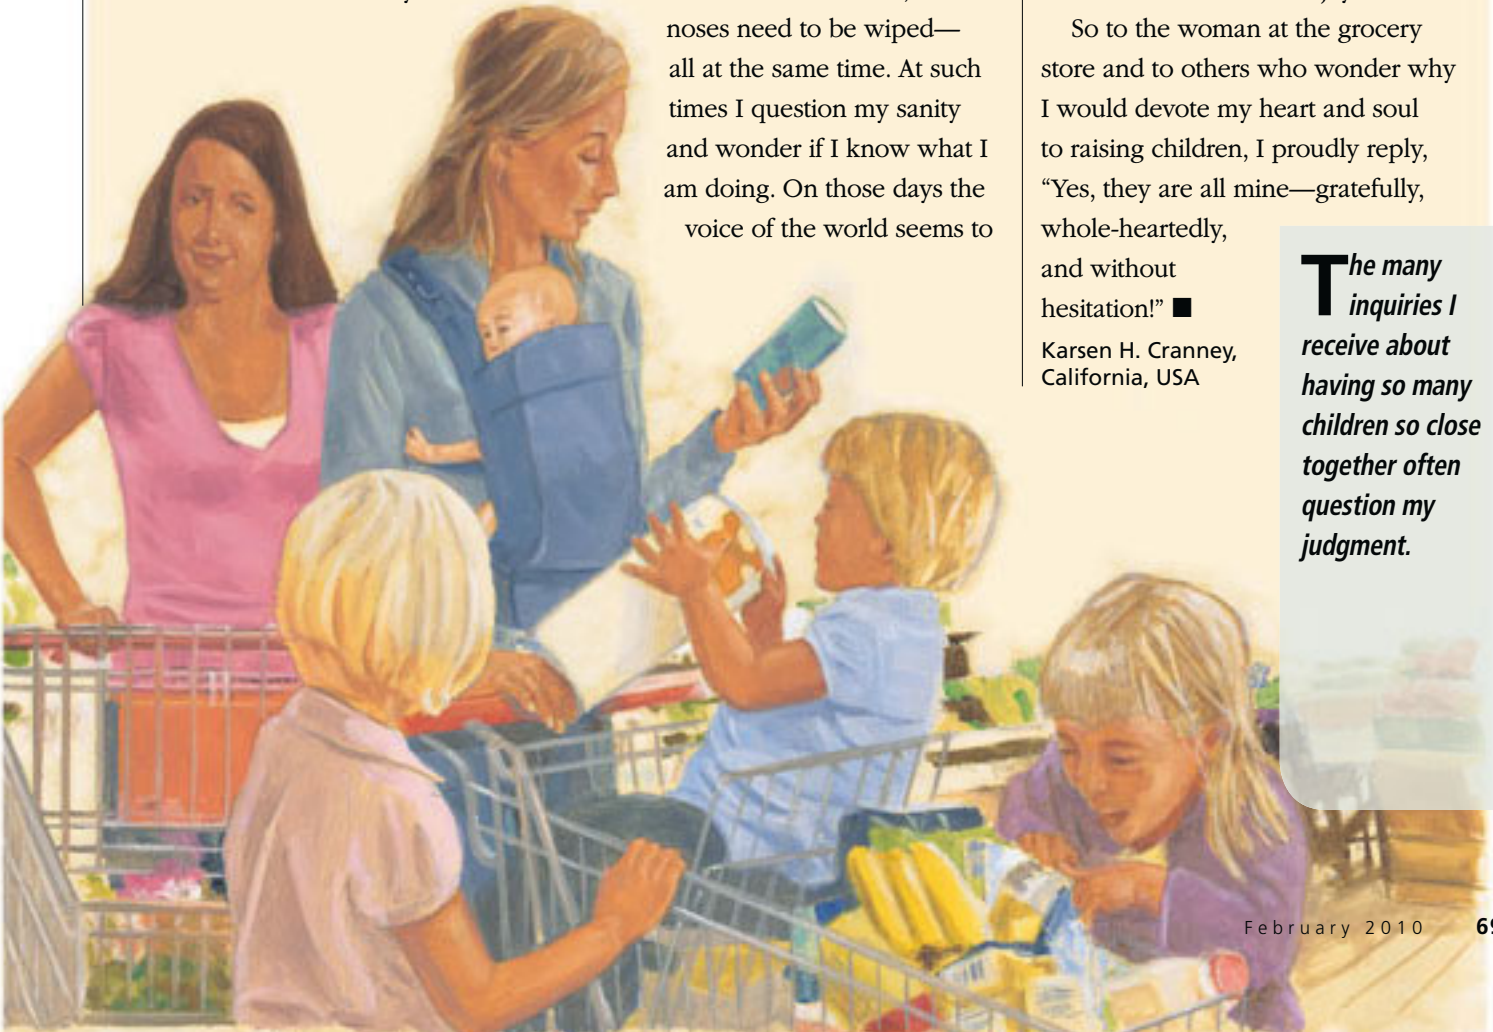 noses need to be wiped—
all at the same time. At such
times I question my sanity
and wonder if I know what I
am doing. On those days the
voice of the world seems to
So to the woman at the grocery
store and to others who wonder why
I would devote my heart and soul
to raising children, I proudly reply,
“Yes, they are all mine—gratefully,
whole-heartedly,
and without
hesitation!” ■
Karsen H. Cranney,
California, USA
The many
inquiries I
receive about
having so many
children so close
together often
question my
judgment.
February 2010